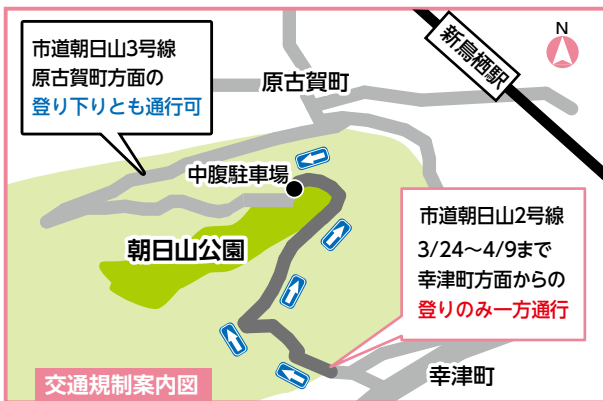 市道朝日山3号線
原古賀町方面の
登り下りとも通行可
原古賀町
新鳥栖駅
N
中腹駐車場
朝日山公園
市道朝日山2号線
3/24～4/9まで
幸津町方面からの
登りのみ一方通行
幸津町
交通規制案内図